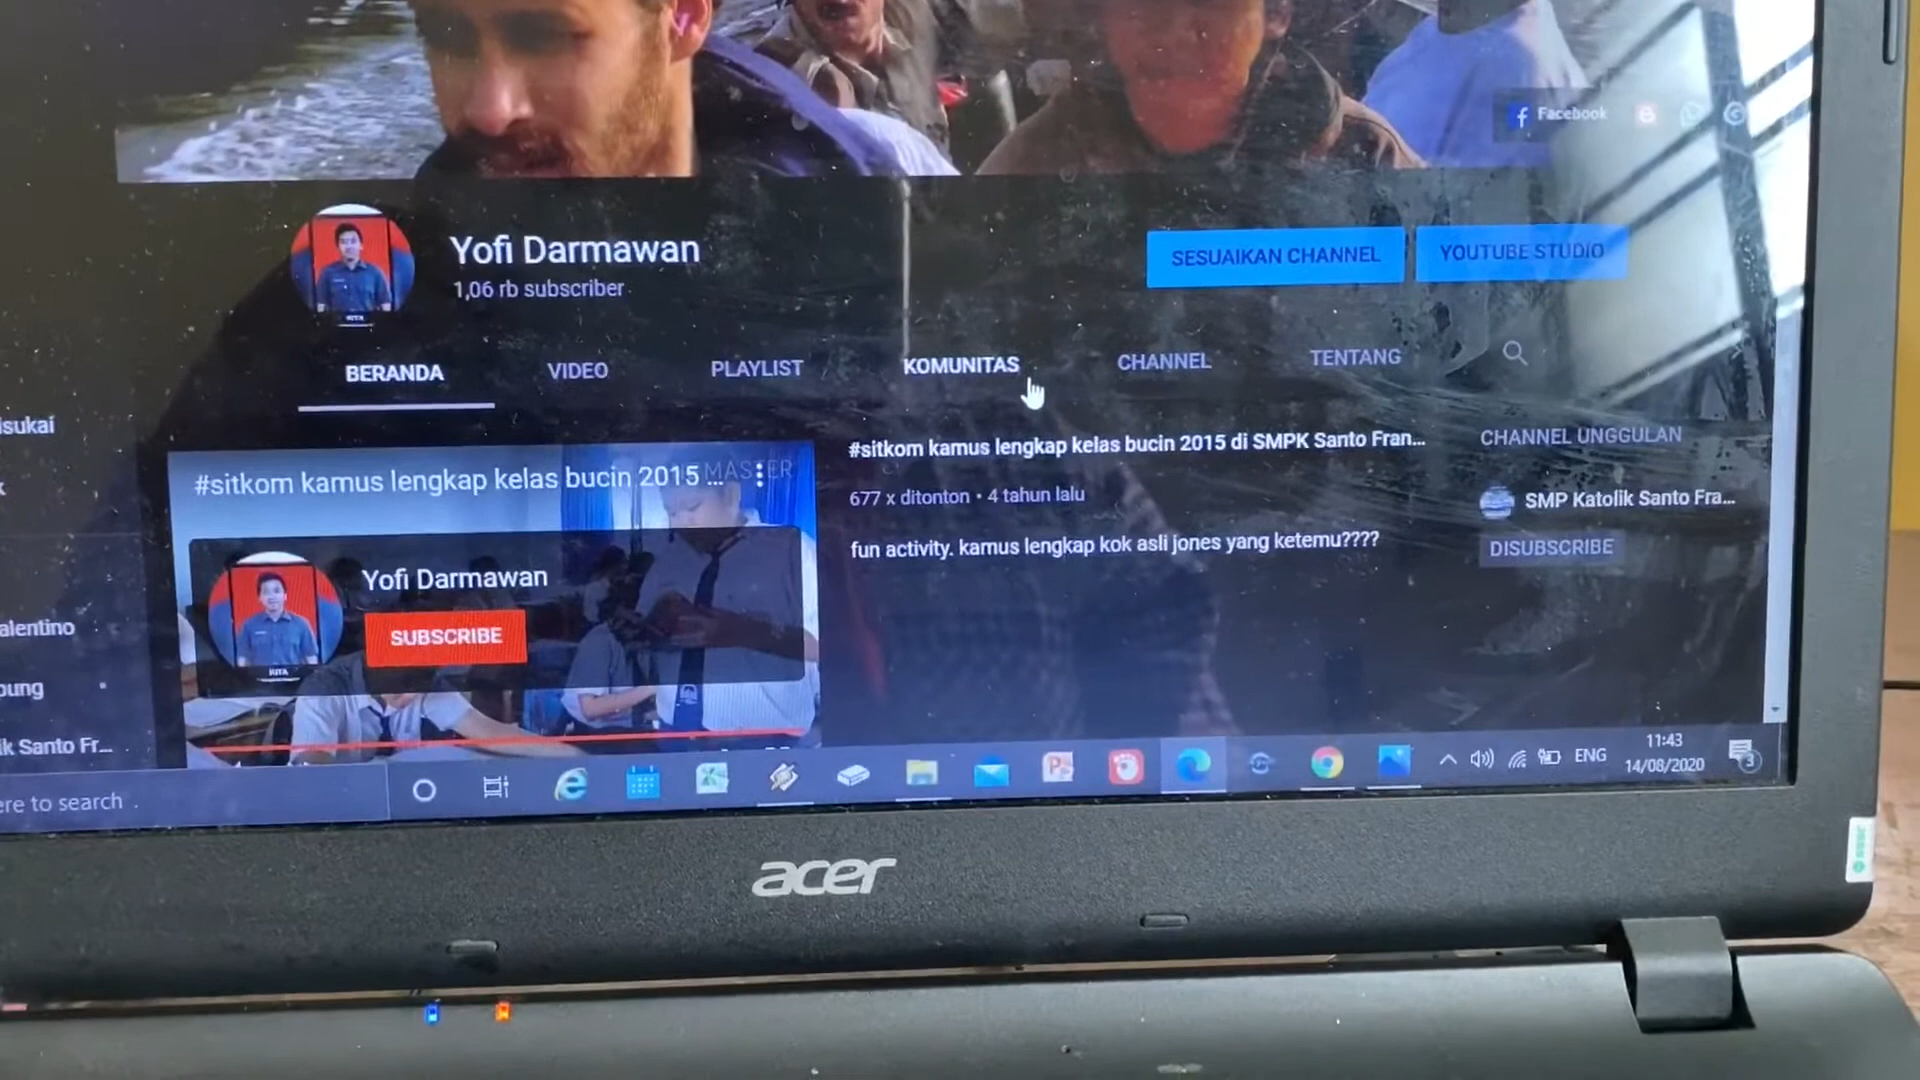 Facebook
Yofi Darmawan
1,06 rb subscriber
SESUAIKAN CHANNEL
YOUTUBE STUDIO
BERANDA
VIDEO
PLAYLIST
KOMUNITAS
CHANNEL
TENTANG
isukai
#sitkom kamus lengkap kelas bucin 2015 ...
MASTER
#sitkom kamus lengkap kelas bucin 2015 di SMPK Santo Fran...
677 x ditonton • 4 tahun lalu
fun activity. kamus lengkap kok asli jones yang ketemu????
CHANNEL UNGGULAN
SMP Katolik Santo Fra...
DISUBSCRIBE
Yofi Darmawan
SUBSCRIBE
alentino
oung
ik Santo Fr...
ere to search
ENG
11:43
14/08/2020
3
acer